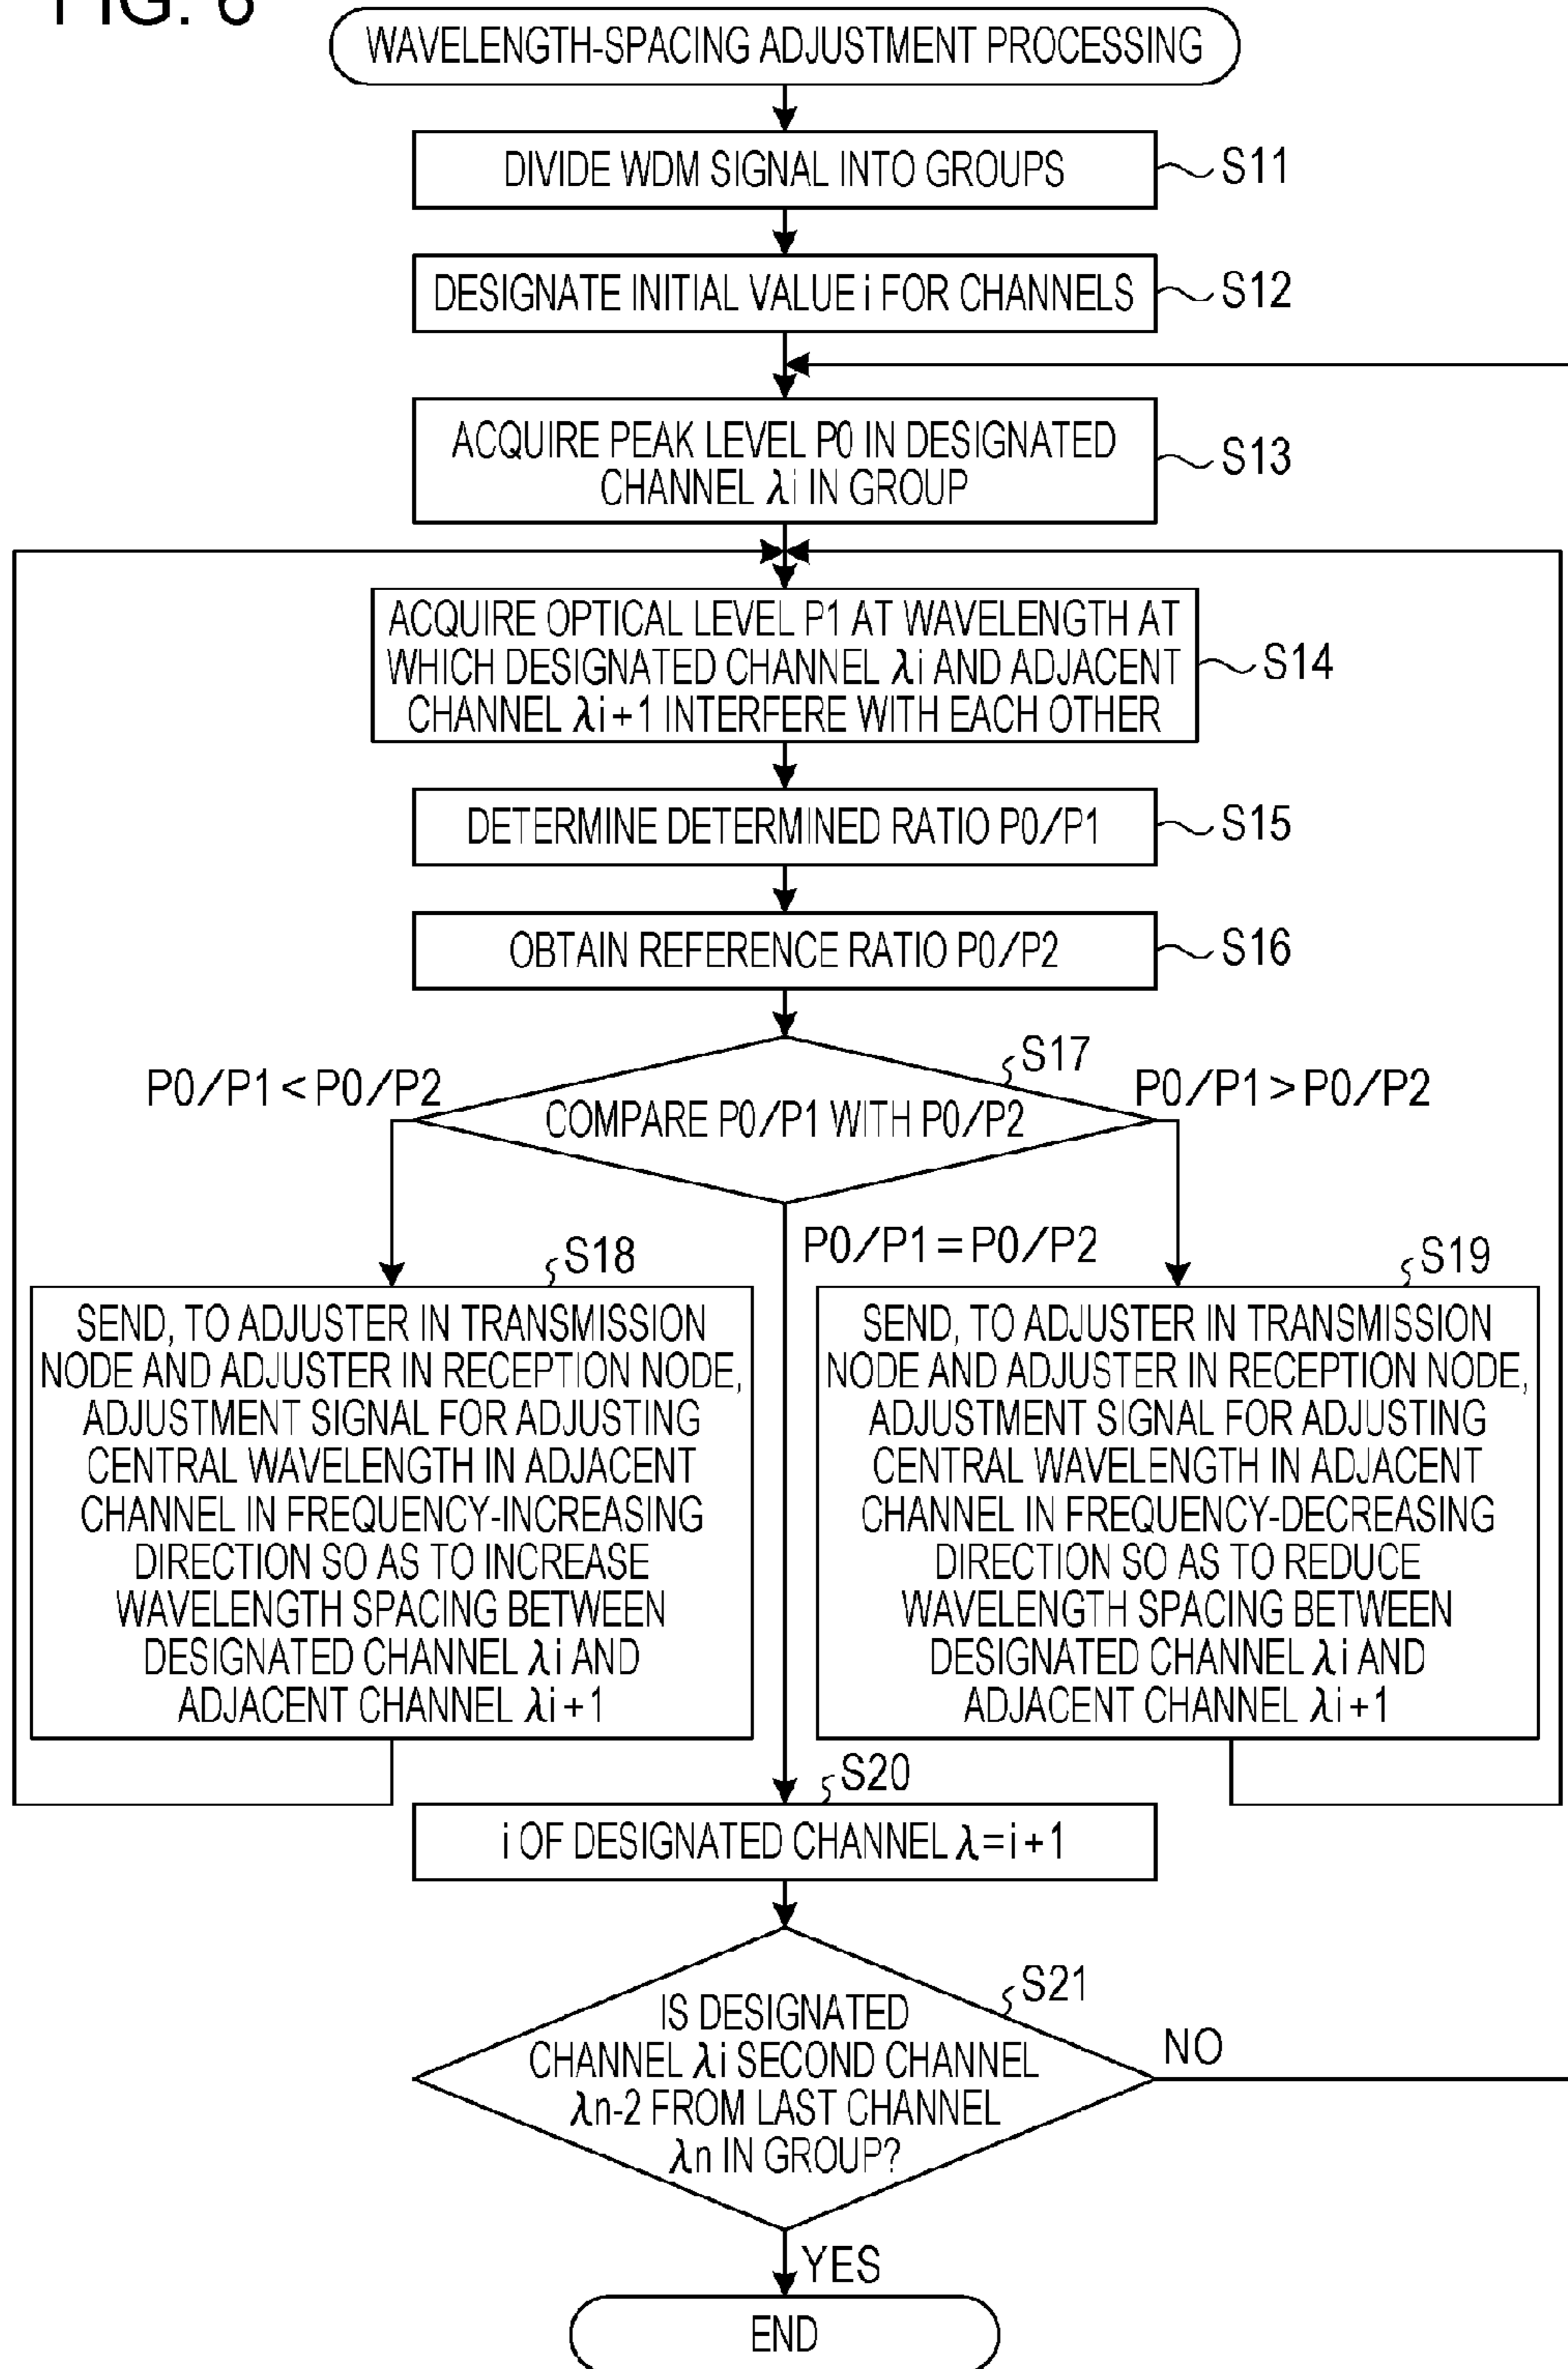 FIG. 6
WAVELENGTH-SPACING ADJUSTMENT PROCESSING
DIVIDE WDM SIGNAL INTO GROUPS
S11
DESIGNATE INITIAL VALUE i FOR CHANNELS
S12
ACQUIRE PEAK LEVEL P0 IN DESIGNATED
CHANNEL λi IN GROUP
S13
ACQUIRE OPTICAL LEVEL P1 AT WAVELENGTH AT
WHICH DESIGNATED CHANNEL λi AND ADJACENT
CHANNEL λi+1 INTERFERE WITH EACH OTHER
S14
DETERMINE DETERMINED RATIO P0/P1
S15
OBTAIN REFERENCE RATIO P0/P2
S16
S17
P0/P1<P0/P2
P0/P1>P0/P2
COMPARE P0/P1 WITH P0/P2
P0/P1=P0/P2
S18
SEND, TO ADJUSTER IN TRANSMISSION
NODE AND ADJUSTER IN RECEPTION NODE,
ADJUSTMENT SIGNAL FOR ADJUSTING
CENTRAL WAVELENGTH IN ADJACENT
CHANNEL IN FREQUENCY-INCREASING
DIRECTION SO AS TO INCREASE
WAVELENGTH SPACING BETWEEN
DESIGNATED CHANNEL λi AND
ADJACENT CHANNEL λi+1
S19
SEND, TO ADJUSTER IN TRANSMISSION
NODE AND ADJUSTER IN RECEPTION NODE,
ADJUSTMENT SIGNAL FOR ADJUSTING
CENTRAL WAVELENGTH IN ADJACENT
CHANNEL IN FREQUENCY-DECREASING
DIRECTION SO AS TO REDUCE
WAVELENGTH SPACING BETWEEN
DESIGNATED CHANNEL λi AND
ADJACENT CHANNEL λi+1
S20
i OF DESIGNATED CHANNEL λ=i+1
S21
IS DESIGNATED
CHANNEL λi SECOND CHANNEL
λn-2 FROM LAST CHANNEL
λn IN GROUP?
NO
YES
END